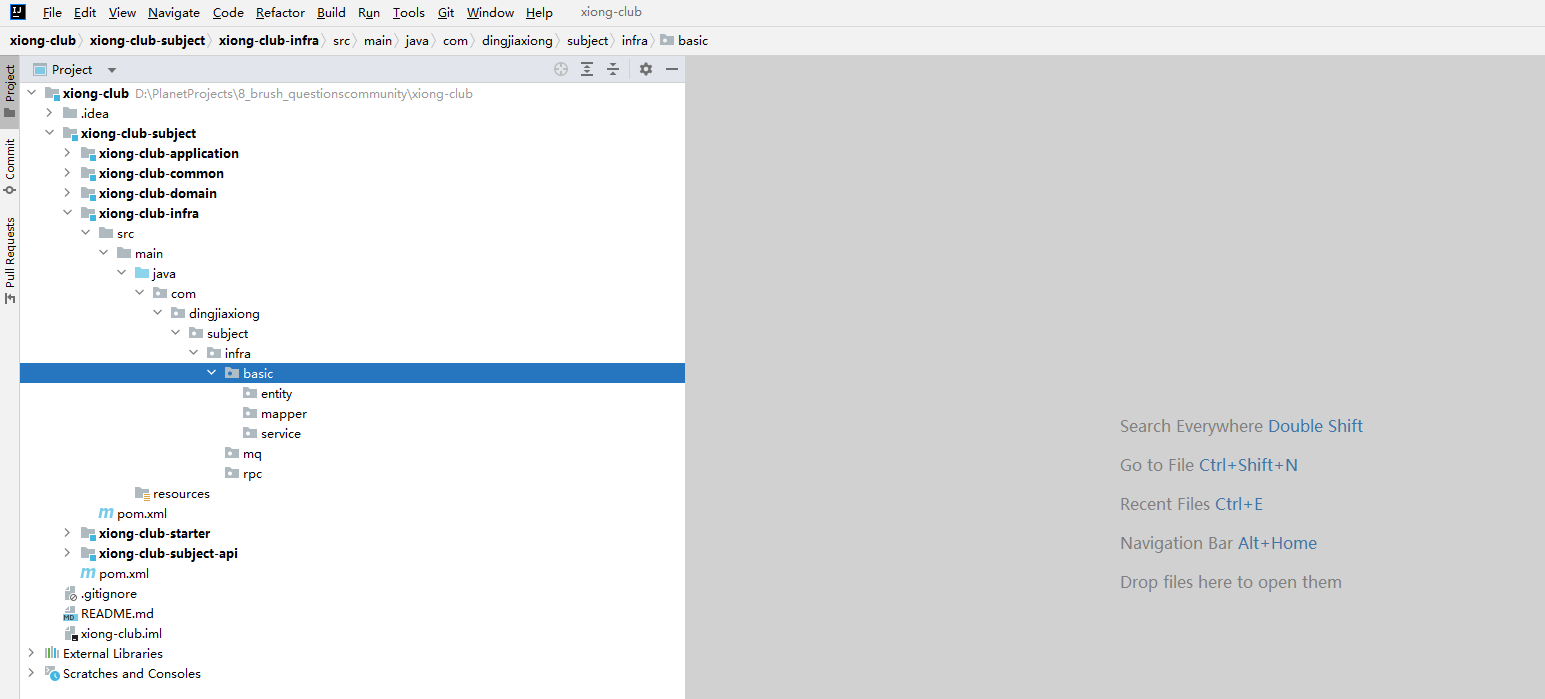 File Edit View Navigate Code Refactor Build Run Tools Git Window Help xiong-club
xiong-club xiong-club-subject xiong-club-infra src main java com dingjiaxiong subject infra basic
Project
Project
Commit
Pull Requests
xiong-club D:\PlanetProjects\8_brush_questionscommunity\xiong-club
.idea
xiong-club-subject
xiong-club-application
xiong-club-common
xiong-club-domain
xiong-club-infra
src
main
java
com
dingjiaxiong
subject
infra
basic
entity
mapper
service
mq
rpc
resources
pom.xml
xiong-club-starter
xiong-club-subject-api
pom.xml
.gitignore
README.md
xiong-club.iml
External Libraries
Scratches and Consoles
Search Everywhere Double Shift
Go to File Ctrl+Shift+N
Recent Files Ctrl+E
Navigation Bar Alt+Home
Drop files here to open them